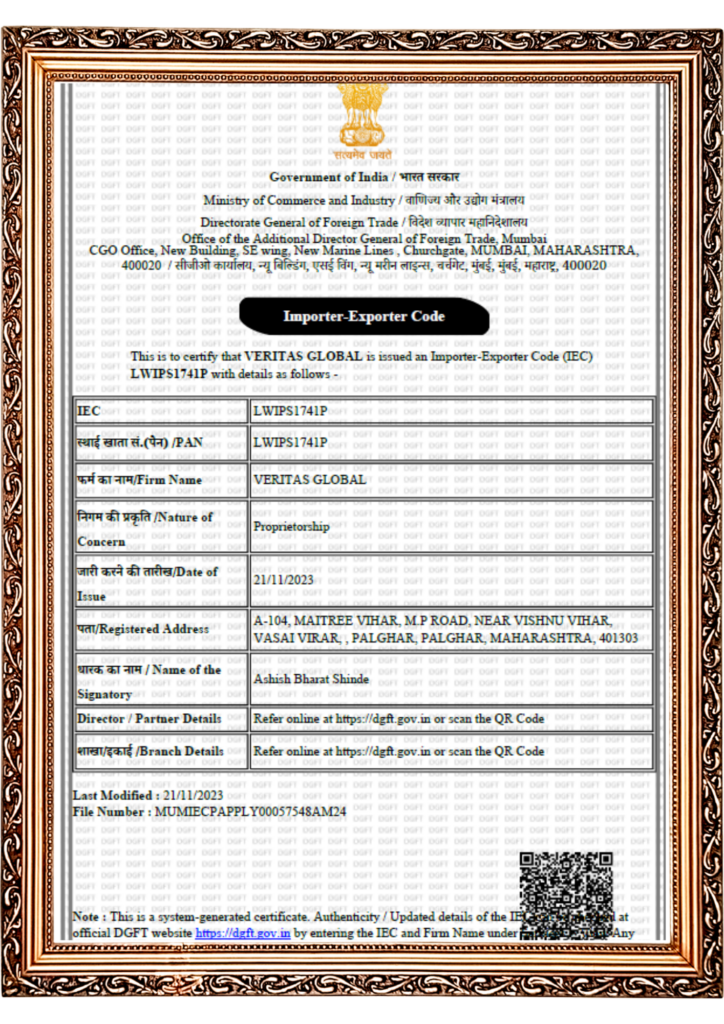 सत्यमेव जयते
Government of India / भारत सरकार
Ministry of Commerce and Industry / वाणिज्य और उद्योग मंत्रालय
Directorate General of Foreign Trade / विदेश व्यापार महानिदेशालय
Office of the Additional Director General of Foreign Trade, Mumbai
CGO Office, New Building, SE wing, New Marine Lines , Churchgate, MUMBAI, MAHARASHTRA,
400020 / सीजीओ कार्यालय, न्यू बिल्डिंग, एसई विंग, न्यू मरीन लाइन्स, चर्चगेट, मुंबई, मुंबई, महाराष्ट्र, 400020
Importer-Exporter Code
This is to certify that VERITAS GLOBAL is issued an Importer-Exporter Code (IEC)
LWIPS1741P with details as follows -
IEC LWIPS1741P
स्थाई खाता सं.(पैन) /PAN LWIPS1741P
फर्म का नाम/Firm Name VERITAS GLOBAL
निगम की प्रकृति /Nature of
Concern
Proprietorship
जारी करने की तारीख/Date of
Issue
21/11/2023
पता/Registered Address
A-104, MAITREE VIHAR, M.P ROAD, NEAR VISHNU VIHAR,
VASAI VIRAR, , PALGHAR, PALGHAR, MAHARASHTRA, 401303
धारक का नाम / Name of the
Signatory
Ashish Bharat Shinde
Director / Partner Details Refer online at https://dgft.gov.in or scan the QR Code
शाखा/इकाई /Branch Details Refer online at https://dgft.gov.in or scan the QR Code
Last Modified : 21/11/2023
File Number : MUMIECPAPPLY00057548AM24
Note : This is a system-generated certificate. Authenticity / Updated details of the at
official DGFT website https://dgft.gov.in by entering the IEC and Firm Name under Any